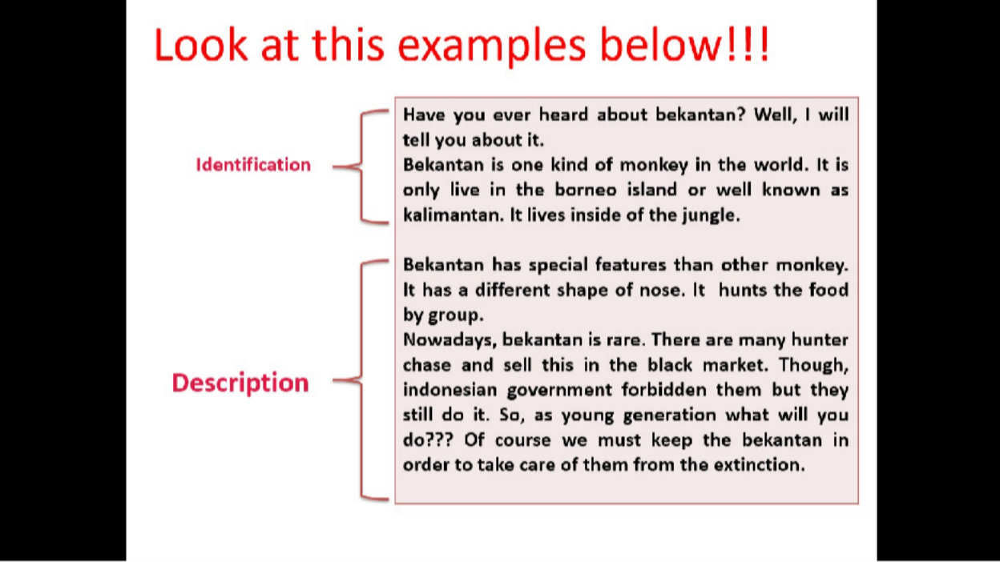 Look at this examples below!!!
Identification
Have you ever heard about bekantan? Well, I will
tell you about it.
Bekantan is one kind of monkey in the world. It is
only live in the borneo island or well known as
kalimantan. It lives inside of the jungle.
Description
Bekantan has special features than other monkey.
It has a different shape of nose. It hunts the food
by group.
Nowadays, bekantan is rare. There are many hunter
chase and sell this in the black market. Though,
indonesian government forbidden them but they
still do it. So, as young generation what will you
do??? Of course we must keep the bekantan in
order to take care of them from the extinction.